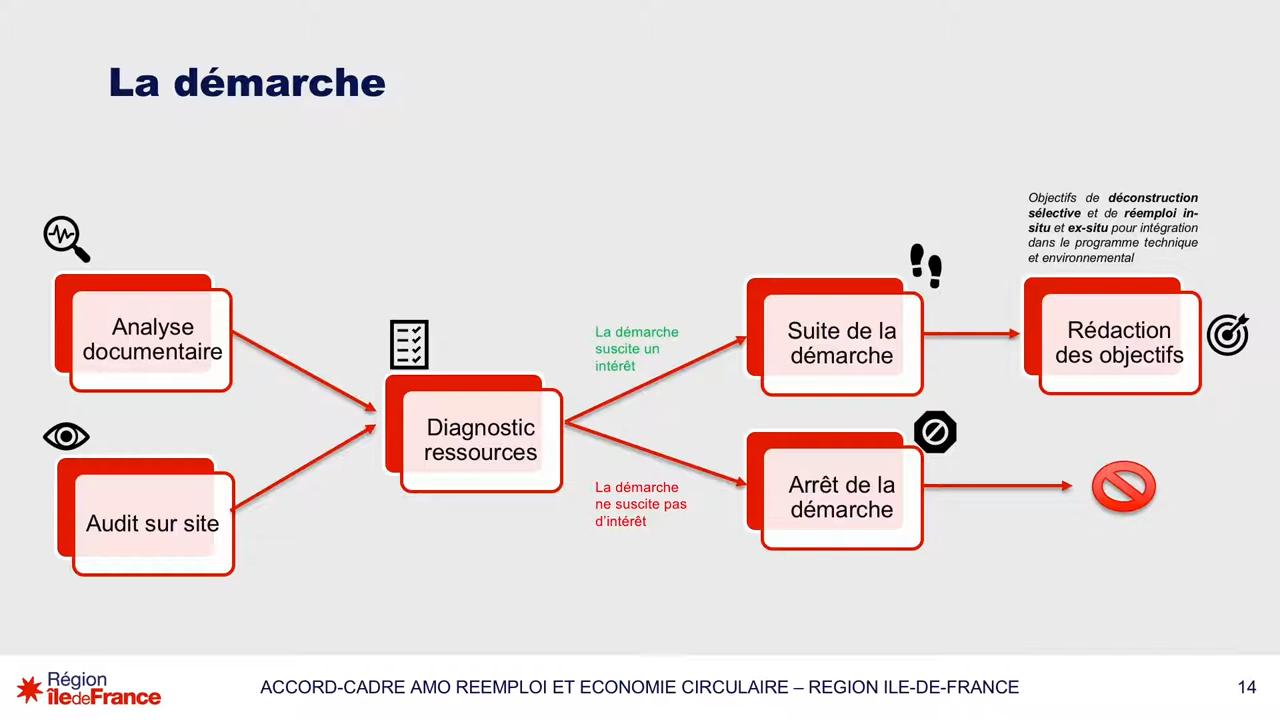 La démarche
Analyse
documentaire
Audit sur site
Diagnostic
ressources
La démarche
suscite un
intérêt
La démarche
ne suscite pas
d'intérêt
Suite de la
démarche
Arrêt de la
démarche
Objectifs de déconstruction
sélective et de réemploi in-
situ et ex-situ pour intégration
dans le programme technique
et environnemental
Rédaction
des objectifs
Région
îledeFrance
ACCORD-CADRE AMO REEMPLOI ET ECONOMIE CIRCULAIRE – REGION ILE-DE-FRANCE
14